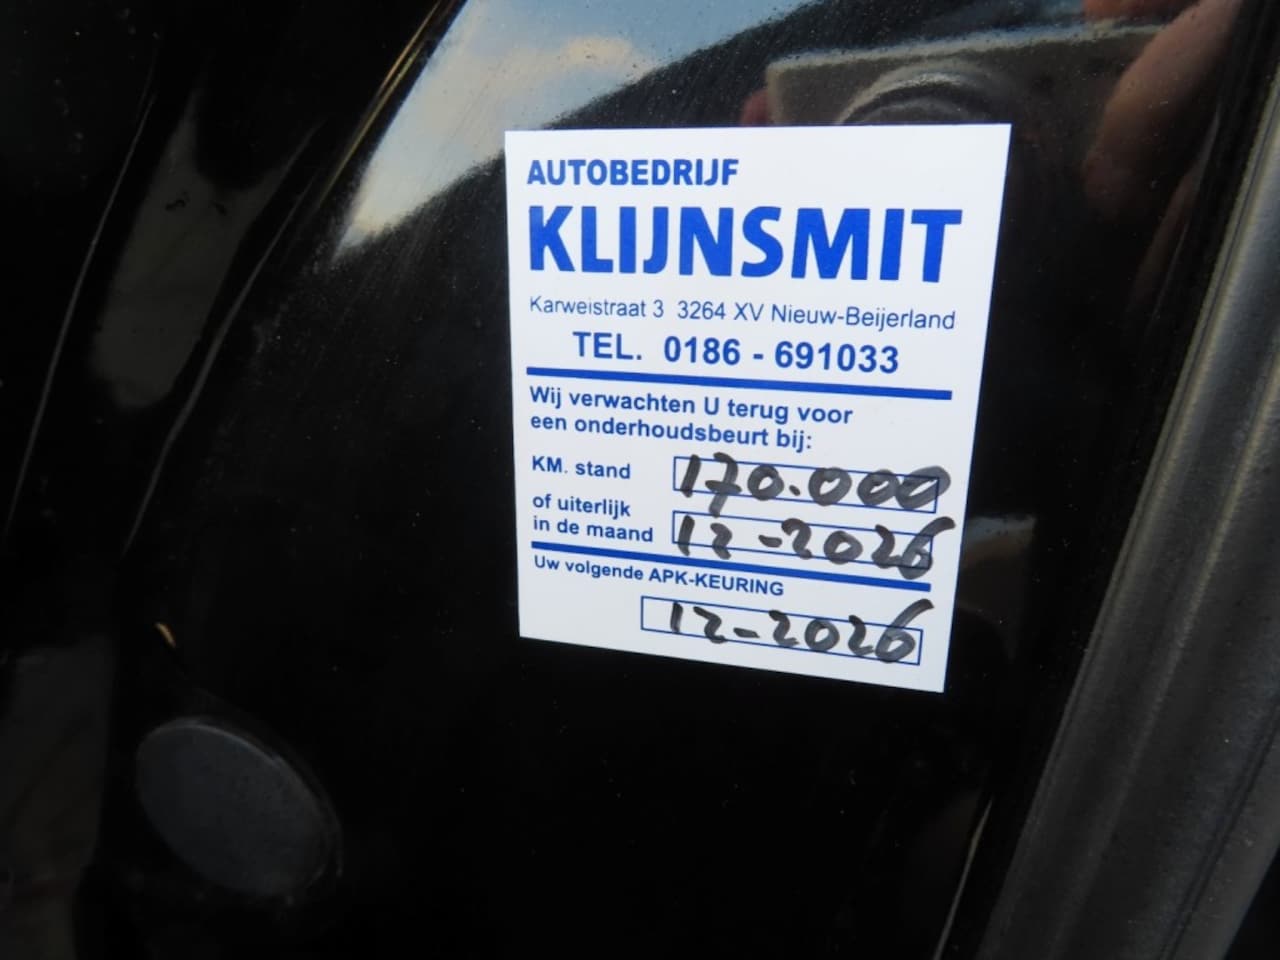 AUTOBEDRIJF
KLIJNSMIT
Karweistraat 3 3264 XV Nieuw-Beijerland
TEL. 0186 - 691033
Wij verwachten U terug voor
een onderhoudsbeurt bij:
KM. stand 170.000
of uiterlijk
in de maand 12-2026
Uw volgende APK-KEURING
12-2026